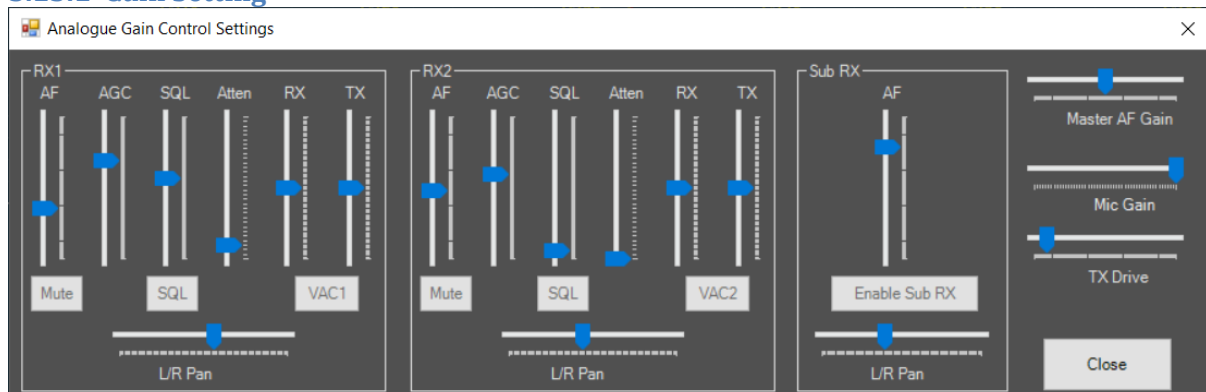 Analogue Gain Control Settings
RX1
AF AGC SQL Atten RX TX
Mute SQL VAC1
L/R Pan
RX2
AF AGC SQL Atten RX TX
Mute SQL VAC2
L/R Pan
Sub RX
AF
Enable Sub RX
L/R Pan
Master AF Gain
Mic Gain
TX Drive
Close